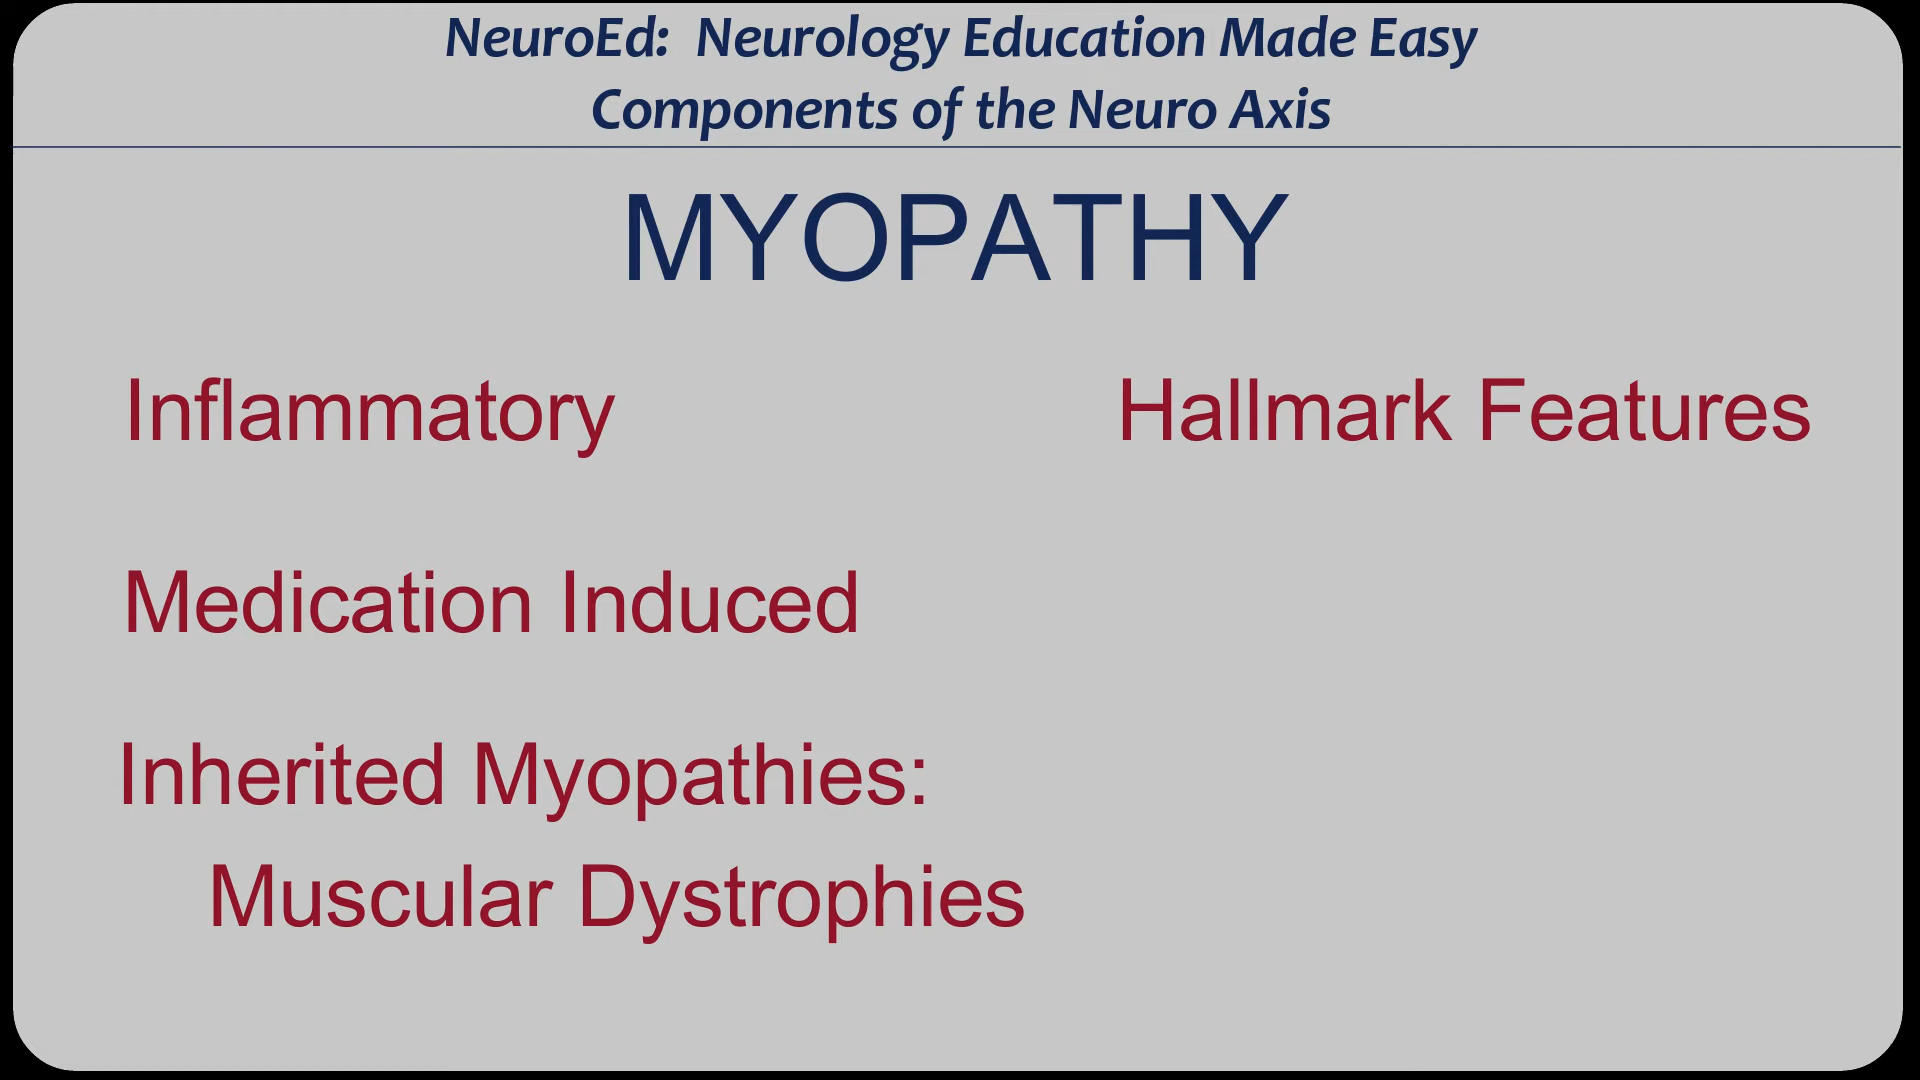 NeuroEd: Neurology Education Made Easy
Components of the Neuro Axis
MYOPATHY
Inflammatory
Hallmark Features
Medication Induced
Inherited Myopathies:
Muscular Dystrophies